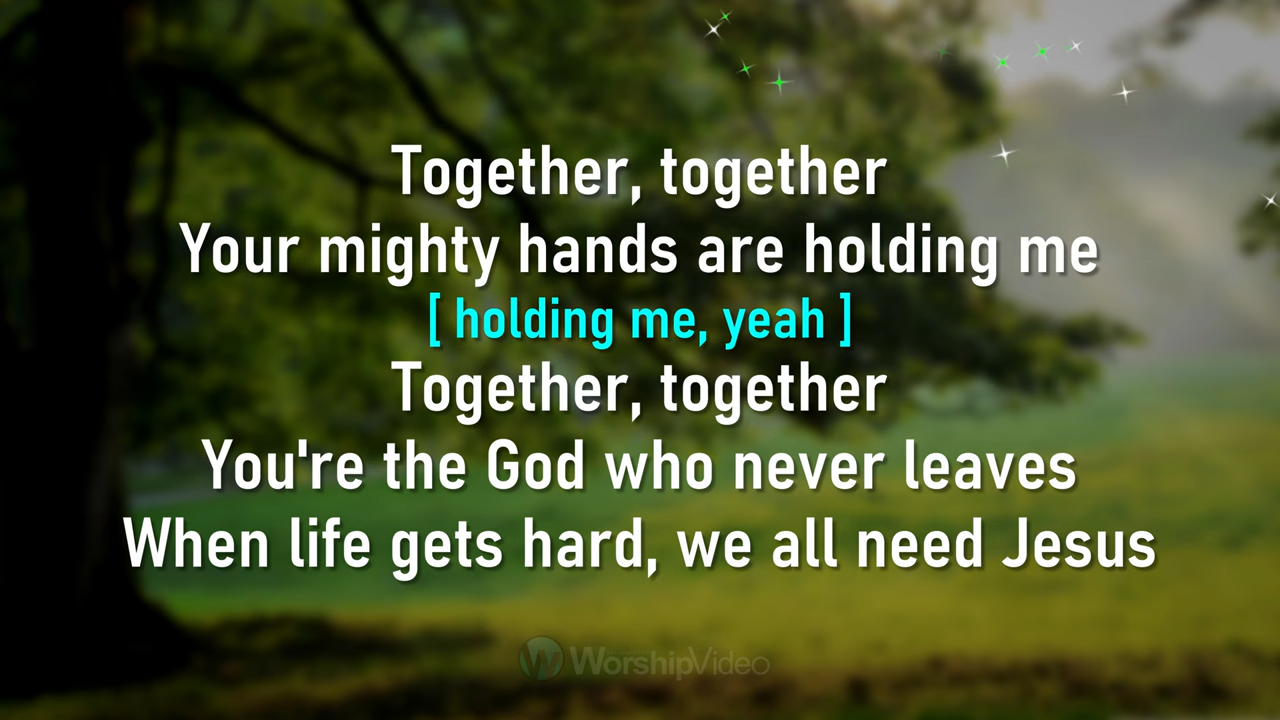 Together, together
Your mighty hands are holding me
[ holding me, yeah ]
Together, together
You're the God who never leaves
When life gets hard, we all need Jesus
WorshipVideo